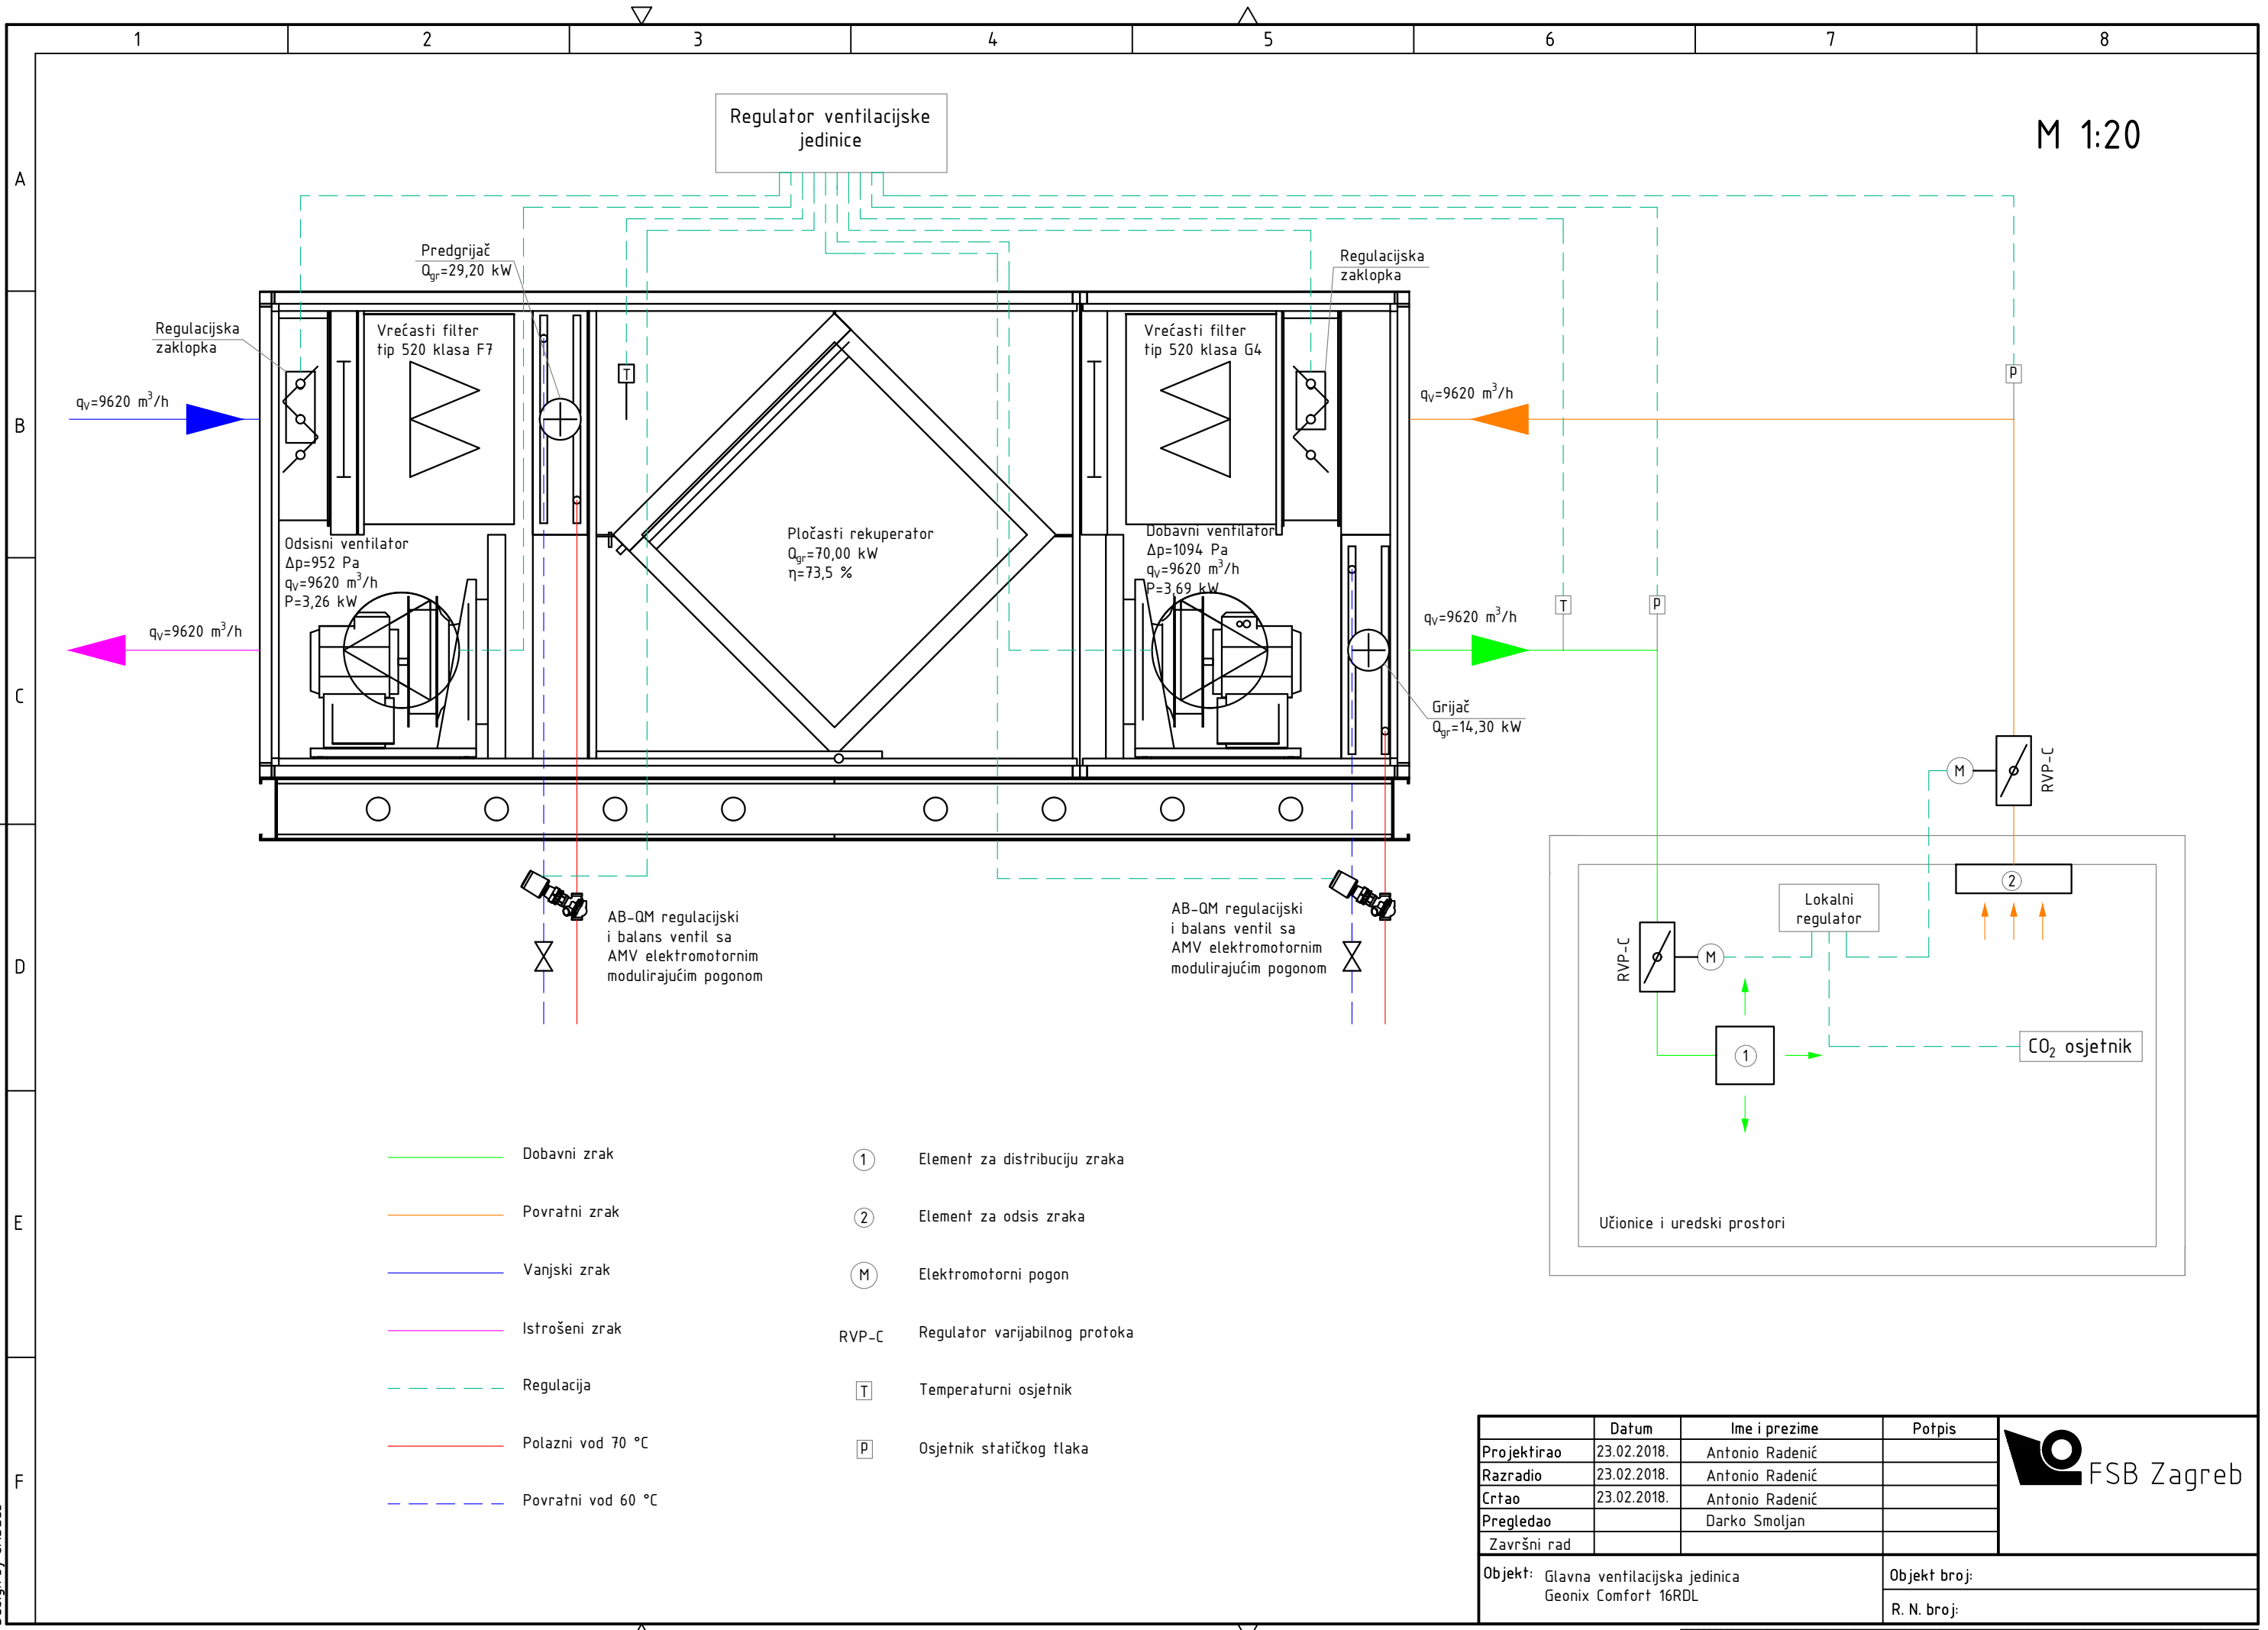 1 2 3 4 5 6 7 8
A
B
C
D
E
F
M 1:20
Regulator ventilacijske
jedinice
Predgrijač
Qgr=29,20 kW
Regulacijska
zaklopka
Regulacijska
zaklopka
Vrećasti filter
tip 520 klasa F7
Vrećasti filter
tip 520 klasa G4
T
P
qV=9620 m³/h
qV=9620 m³/h
Odsisni ventilator
Δp=952 Pa
qV=9620 m³/h
P=3,26 kW
Pločasti rekuperator
Qgr=70,00 kW
η=73,5 %
Dobavni ventilator
Δp=1094 Pa
qV=9620 m³/h
P=3,69 kW
qV=9620 m³/h
qV=9620 m³/h
T
P
Grijač
Qgr=14,30 kW
M
RVP-C
AB-QM regulacijski
i balans ventil sa
AMV elektromotornim
modulirajućim pogonom
AB-QM regulacijski
i balans ventil sa
AMV elektromotornim
modulirajućim pogonom
2
Lokalni
regulator
RVP-C
M
1
CO₂ osjetnik
Učionice i uredski prostori
Dobavni zrak
Povratni zrak
Vanjski zrak
Istrošeni zrak
Regulacija
Polazni vod 70 °C
Povratni vod 60 °C
1 Element za distribuciju zraka
2 Element za odsis zraka
M Elektromotorni pogon
RVP-C Regulator varijabilnog protoka
T Temperaturni osjetnik
P Osjetnik statičkog tlaka
Datum Ime i prezime Potpis
Projektirao 23.02.2018. Antonio Radenić
Razradio 23.02.2018. Antonio Radenić
Crtao 23.02.2018. Antonio Radenić
Pregledao Darko Smoljan
Završni rad
FSB Zagreb
Objekt: Glavna ventilacijska jedinica
Geonix Comfort 16RDL
Objekt broj:
R. N. broj: